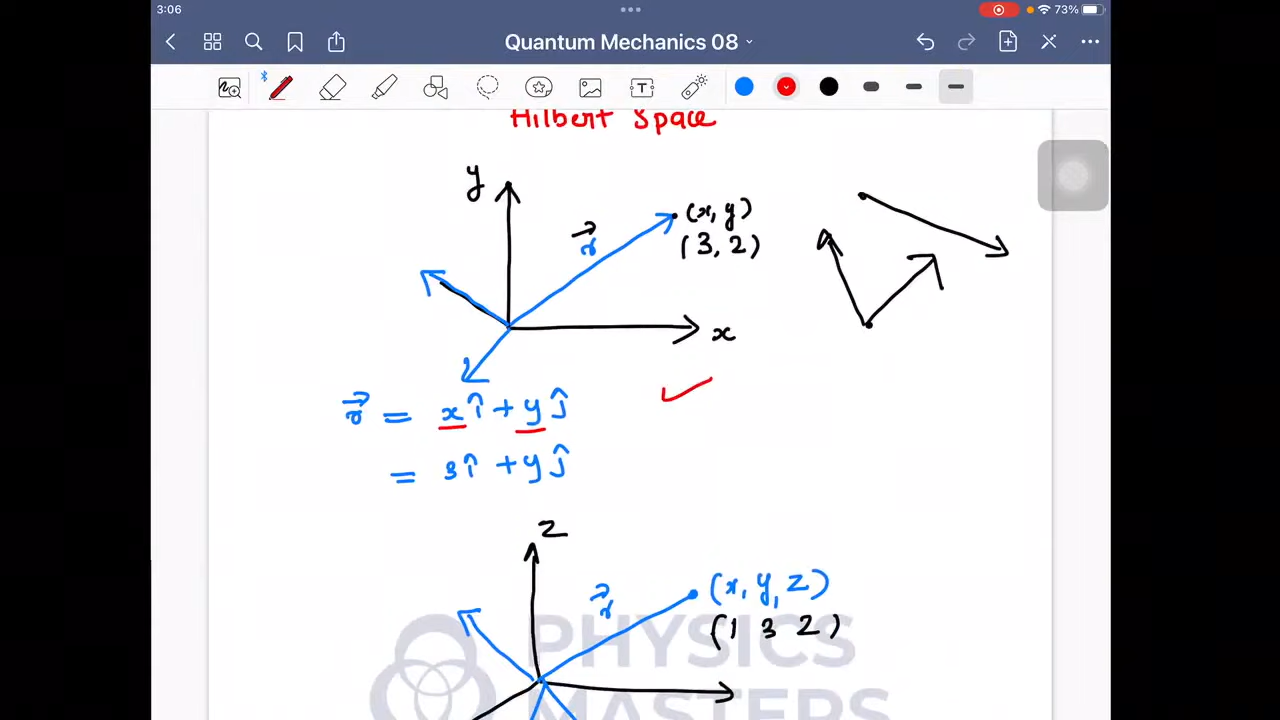 3:06
73%
Quantum Mechanics 08
T
Hilbert Space
y
(x, y)
r⃗
(3, 2)
x
r⃗ = xî + yĵ
= 3î + yĵ
z
(x, y, z)
r⃗
(1 3 2)
PHYSICS
MASTERS